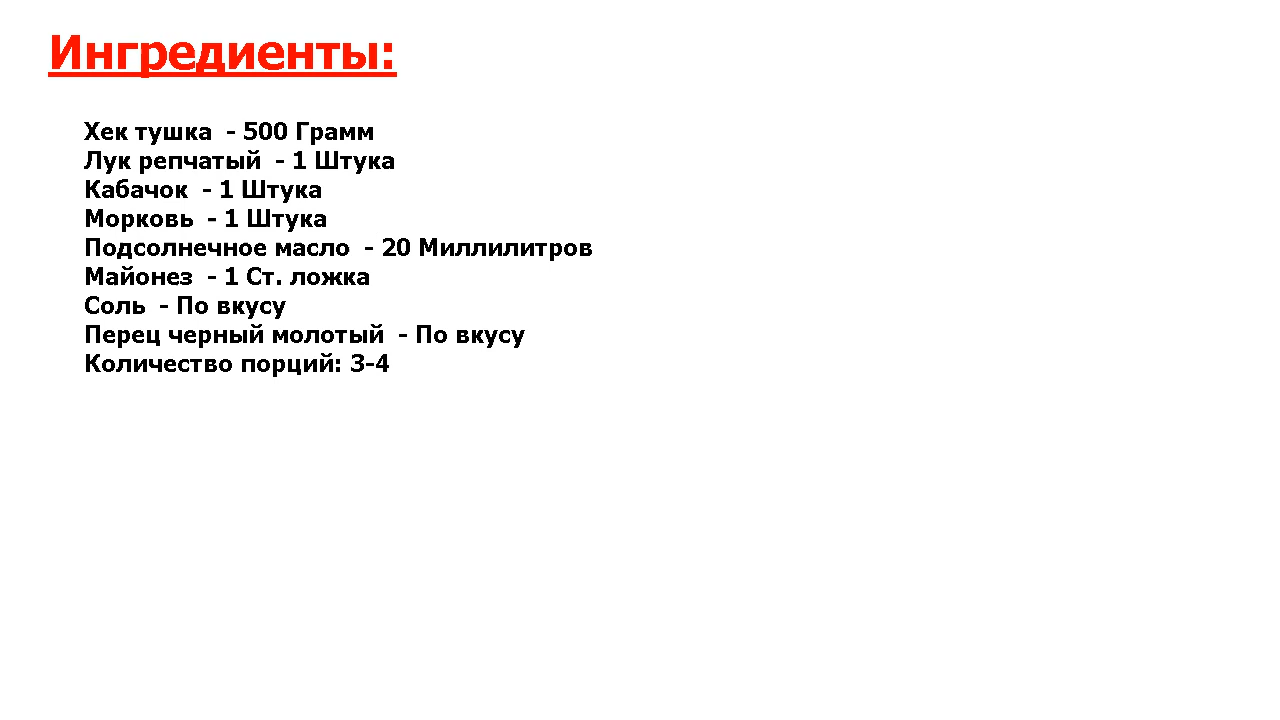 Ингредиенты:
Хек тушка - 500 Грамм
Лук репчатый - 1 Штука
Кабачок - 1 Штука
Морковь - 1 Штука
Подсолнечное масло - 20 Миллилитров
Майонез - 1 Ст. ложка
Соль - По вкусу
Перец черный молотый - По вкусу
Количество порций: 3-4